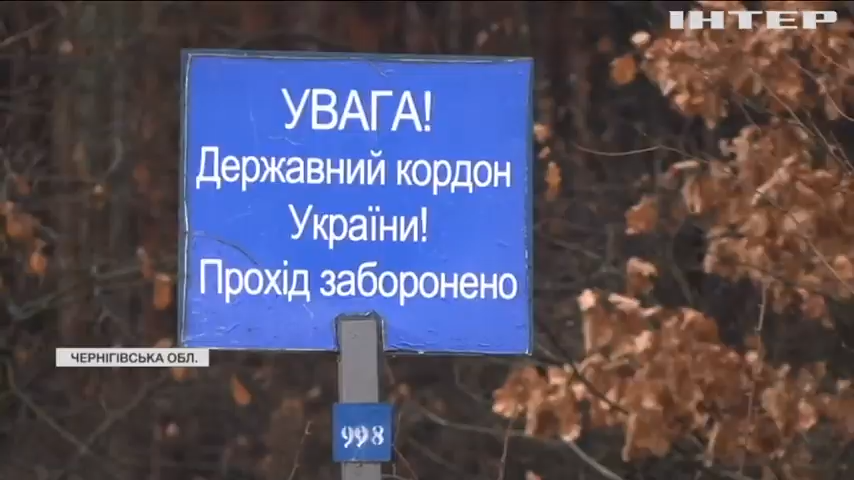 ІНТЕР
УВАГА!
Державний кордон
України!
Прохід заборонено
ЧЕРНІГІВСЬКА ОБЛ.
998